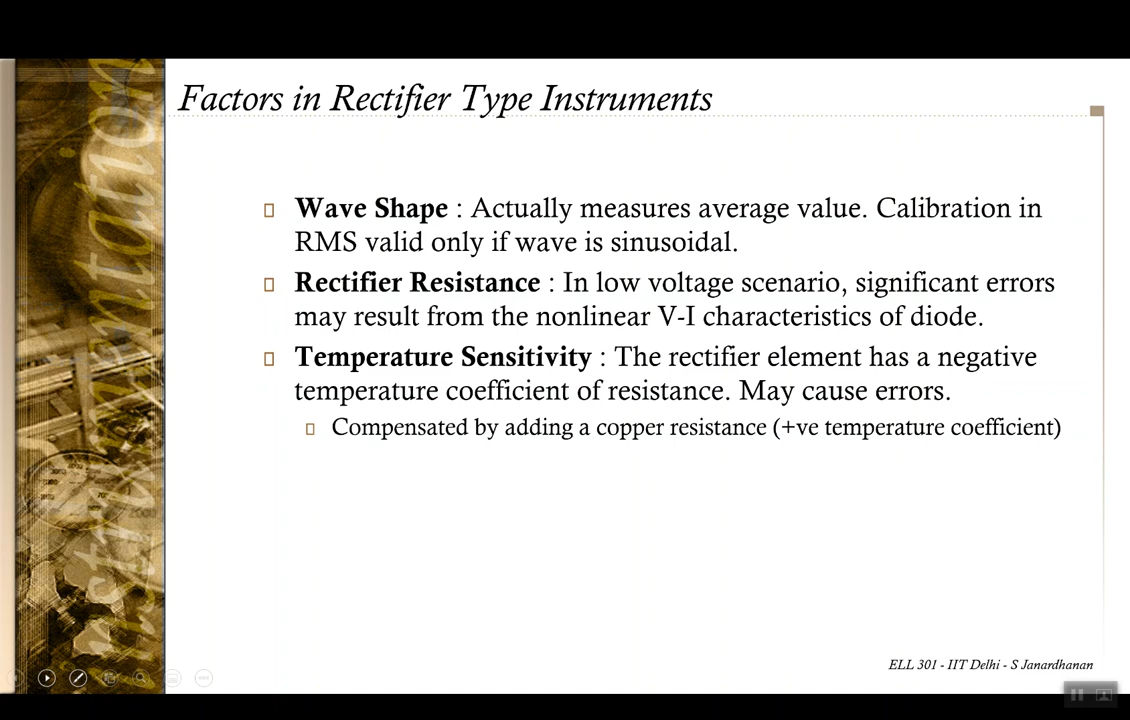 Factors in Rectifier Type Instruments
Wave Shape : Actually measures average value. Calibration in
RMS valid only if wave is sinusoidal.
Rectifier Resistance : In low voltage scenario, significant errors
may result from the nonlinear V-I characteristics of diode.
Temperature Sensitivity : The rectifier element has a negative
temperature coefficient of resistance. May cause errors.
Compensated by adding a copper resistance (+ve temperature coefficient)
ELL 301 - IIT Delhi - S Janardhanan